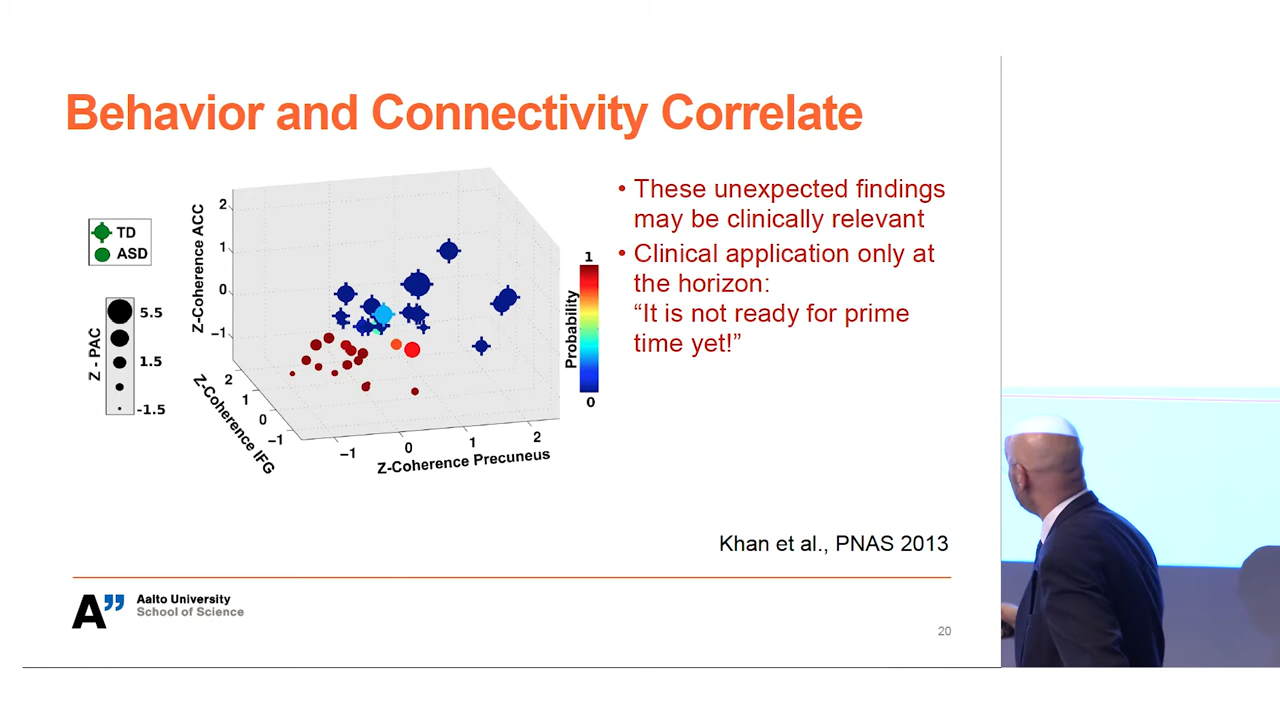 Behavior and Connectivity Correlate
TD
ASD
Z - PAC
5.5
1.5
-1.5
Z-Coherence ACC
2
1
0
−1
Z-Coherence IFG
2
1
0
−1
Z-Coherence Precuneus
−1
0
1
2
Probability
1
0
• These unexpected findings
may be clinically relevant
• Clinical application only at
the horizon:
“It is not ready for prime
time yet!”
Khan et al., PNAS 2013
A”
Aalto University
School of Science
20